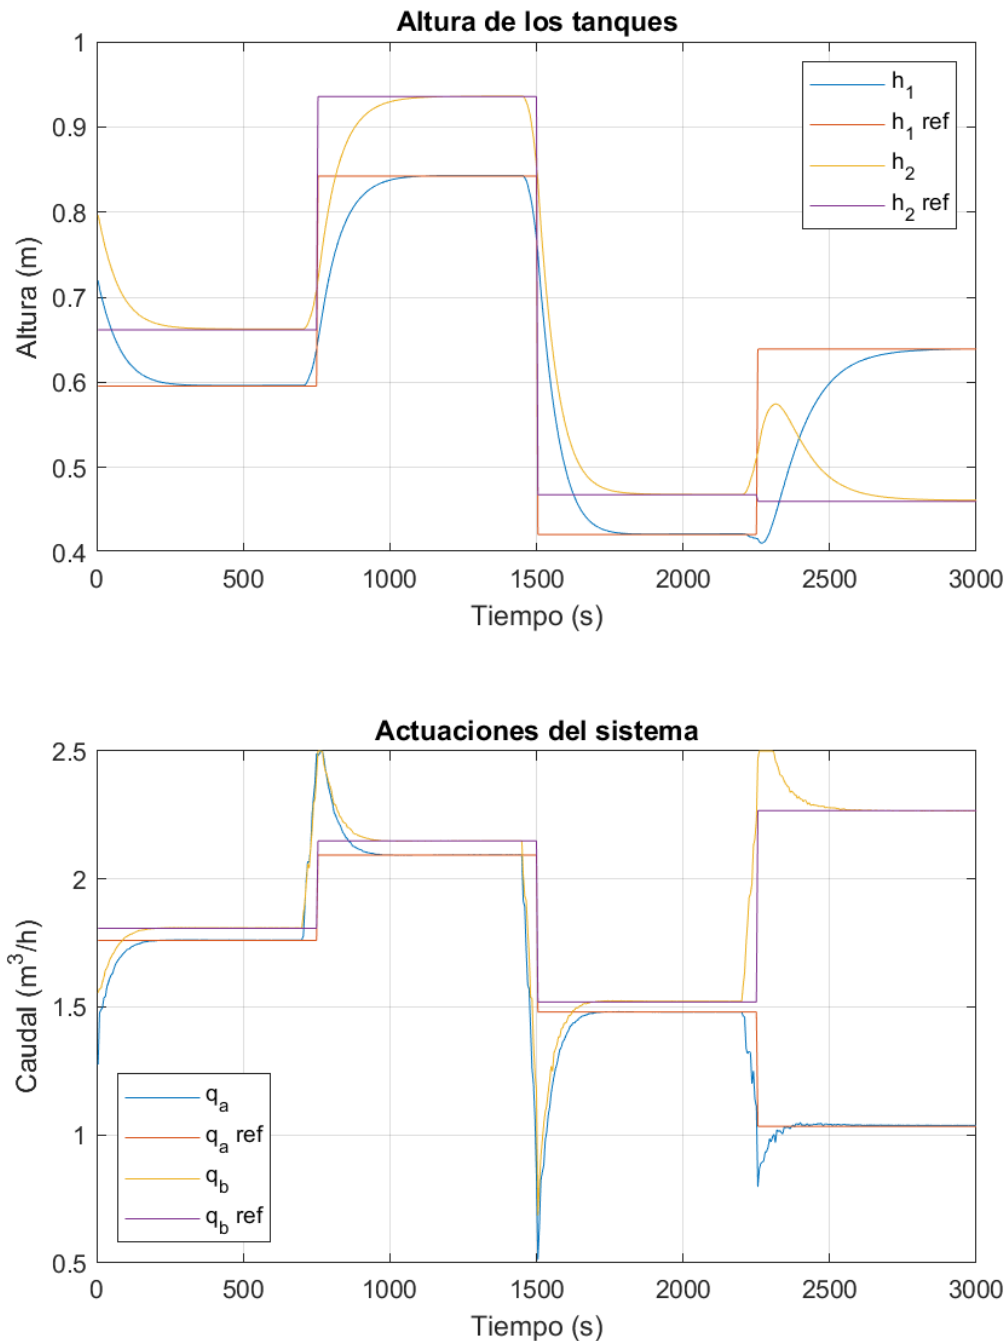 Altura de los tanques
1
0.9
0.8
0.7
0.6
0.5
0.4
Altura (m)
h1
h1 ref
h2
h2 ref
0 500 1000 1500 2000 2500 3000
Tiempo (s)
Actuaciones del sistema
2.5
2
1.5
1
0.5
Caudal (m³/h)
qa
qa ref
qb
qb ref
0 500 1000 1500 2000 2500 3000
Tiempo (s)